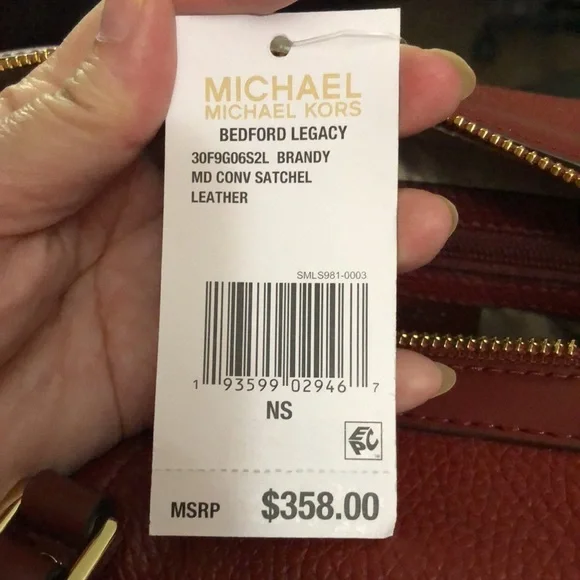 MICHAEL
MICHAEL KORS
BEDFORD LEGACY
30F9G06S2L BRANDY
MD CONV SATCHEL
LEATHER
SMLS981-0003
1 93599 02946 7
NS
EPC
MSRP $358.00